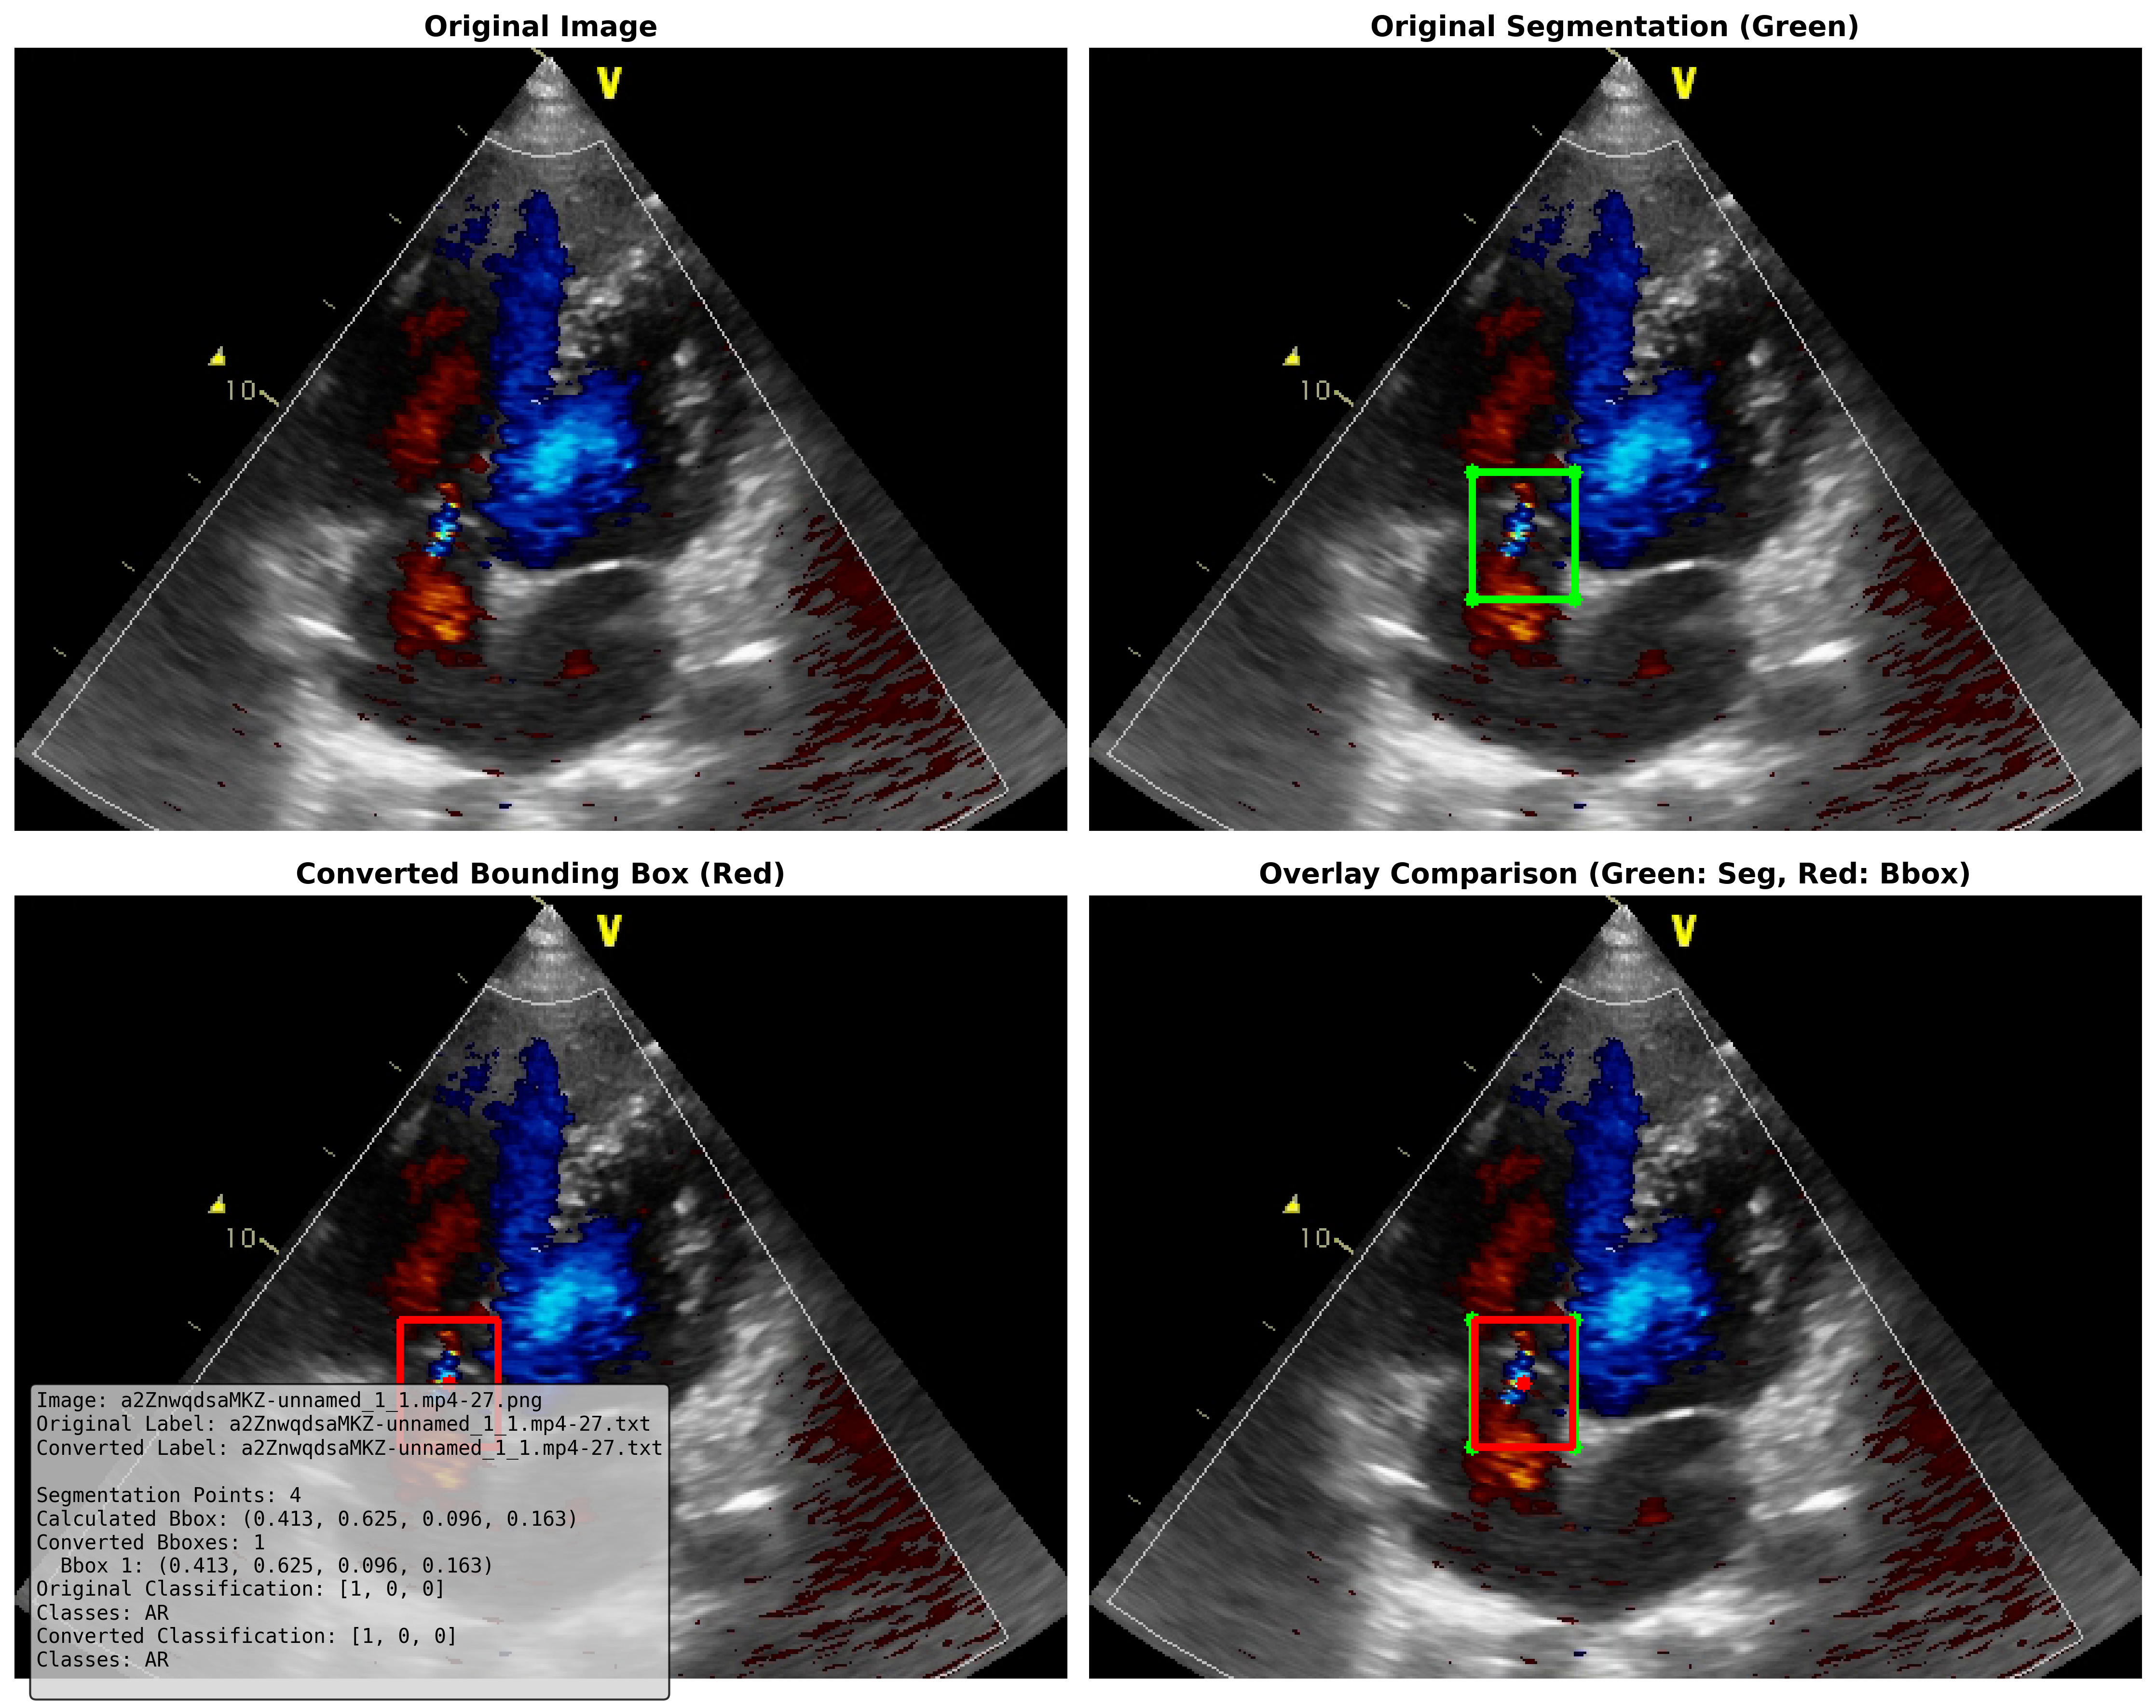 Original Image
Original Segmentation (Green)
V
10
V
10
Converted Bounding Box (Red)
Overlay Comparison (Green: Seg, Red: Bbox)
V
10
V
10
Image: a2ZnwqdsaMKZ-unnamed_1_1.mp4-27.png
Original Label: a2ZnwqdsaMKZ-unnamed_1_1.mp4-27.txt
Converted Label: a2ZnwqdsaMKZ-unnamed_1_1.mp4-27.txt
Segmentation Points: 4
Calculated Bbox: (0.413, 0.625, 0.096, 0.163)
Converted Bboxes: 1
Bbox 1: (0.413, 0.625, 0.096, 0.163)
Original Classification: [1, 0, 0]
Classes: AR
Converted Classification: [1, 0, 0]
Classes: AR